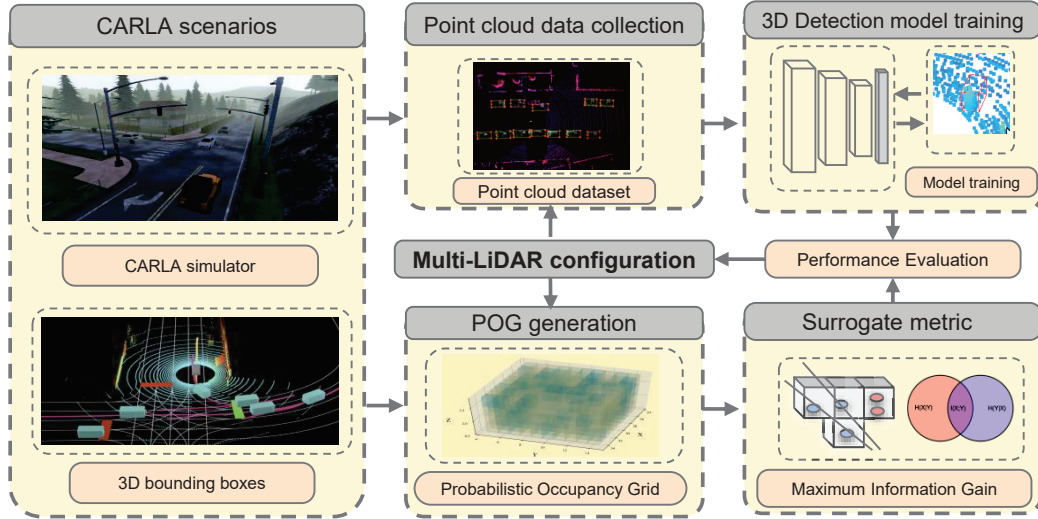 CARLA scenarios
CARLA simulator
3D bounding boxes
Point cloud data collection
Point cloud dataset
3D Detection model training
Model training
Multi-LiDAR configuration
Performance Evaluation
POG generation
Probabilistic Occupancy Grid
Surrogate metric
H(X|Y)
I(X;Y)
H(Y|X)
Maximum Information Gain